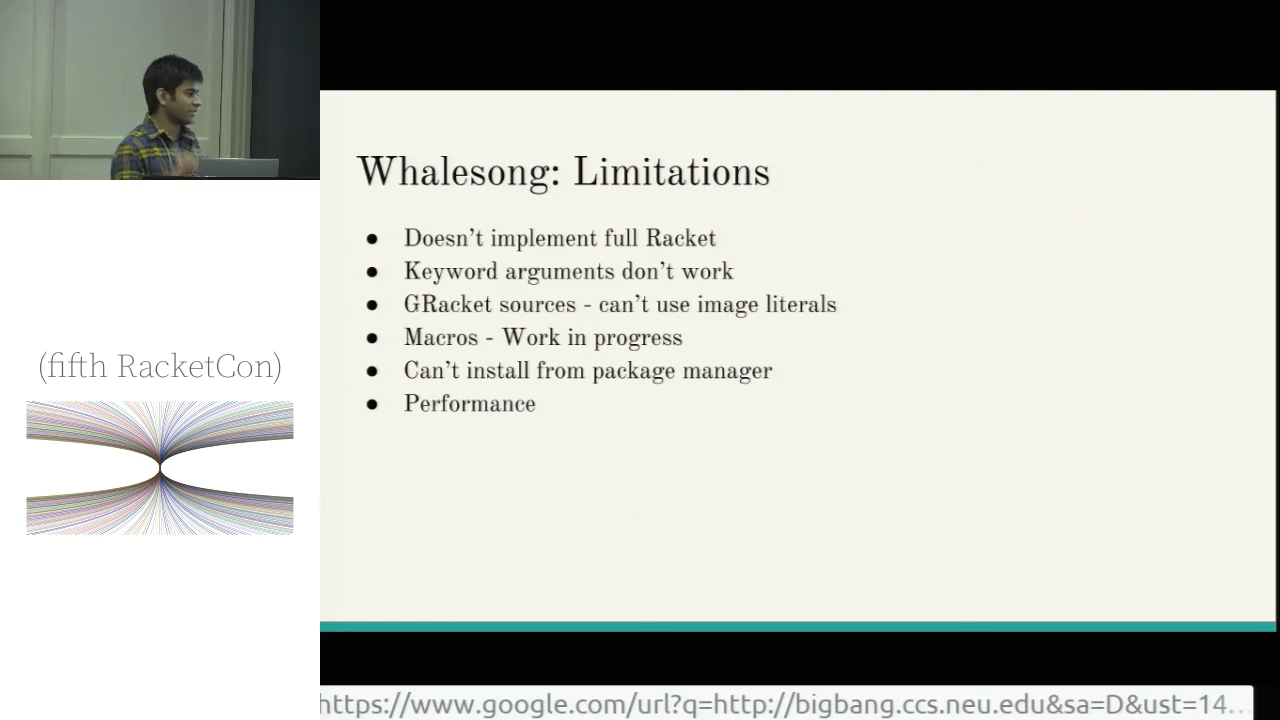 Whalesong: Limitations
● Doesn't implement full Racket
● Keyword arguments don't work
● GRacket sources - can't use image literals
● Macros - Work in progress
● Can't install from package manager
● Performance
(fifth RacketCon)
https://www.google.com/url?q=http://bigbang.ccs.neu.edu&sa=D&ust=14...